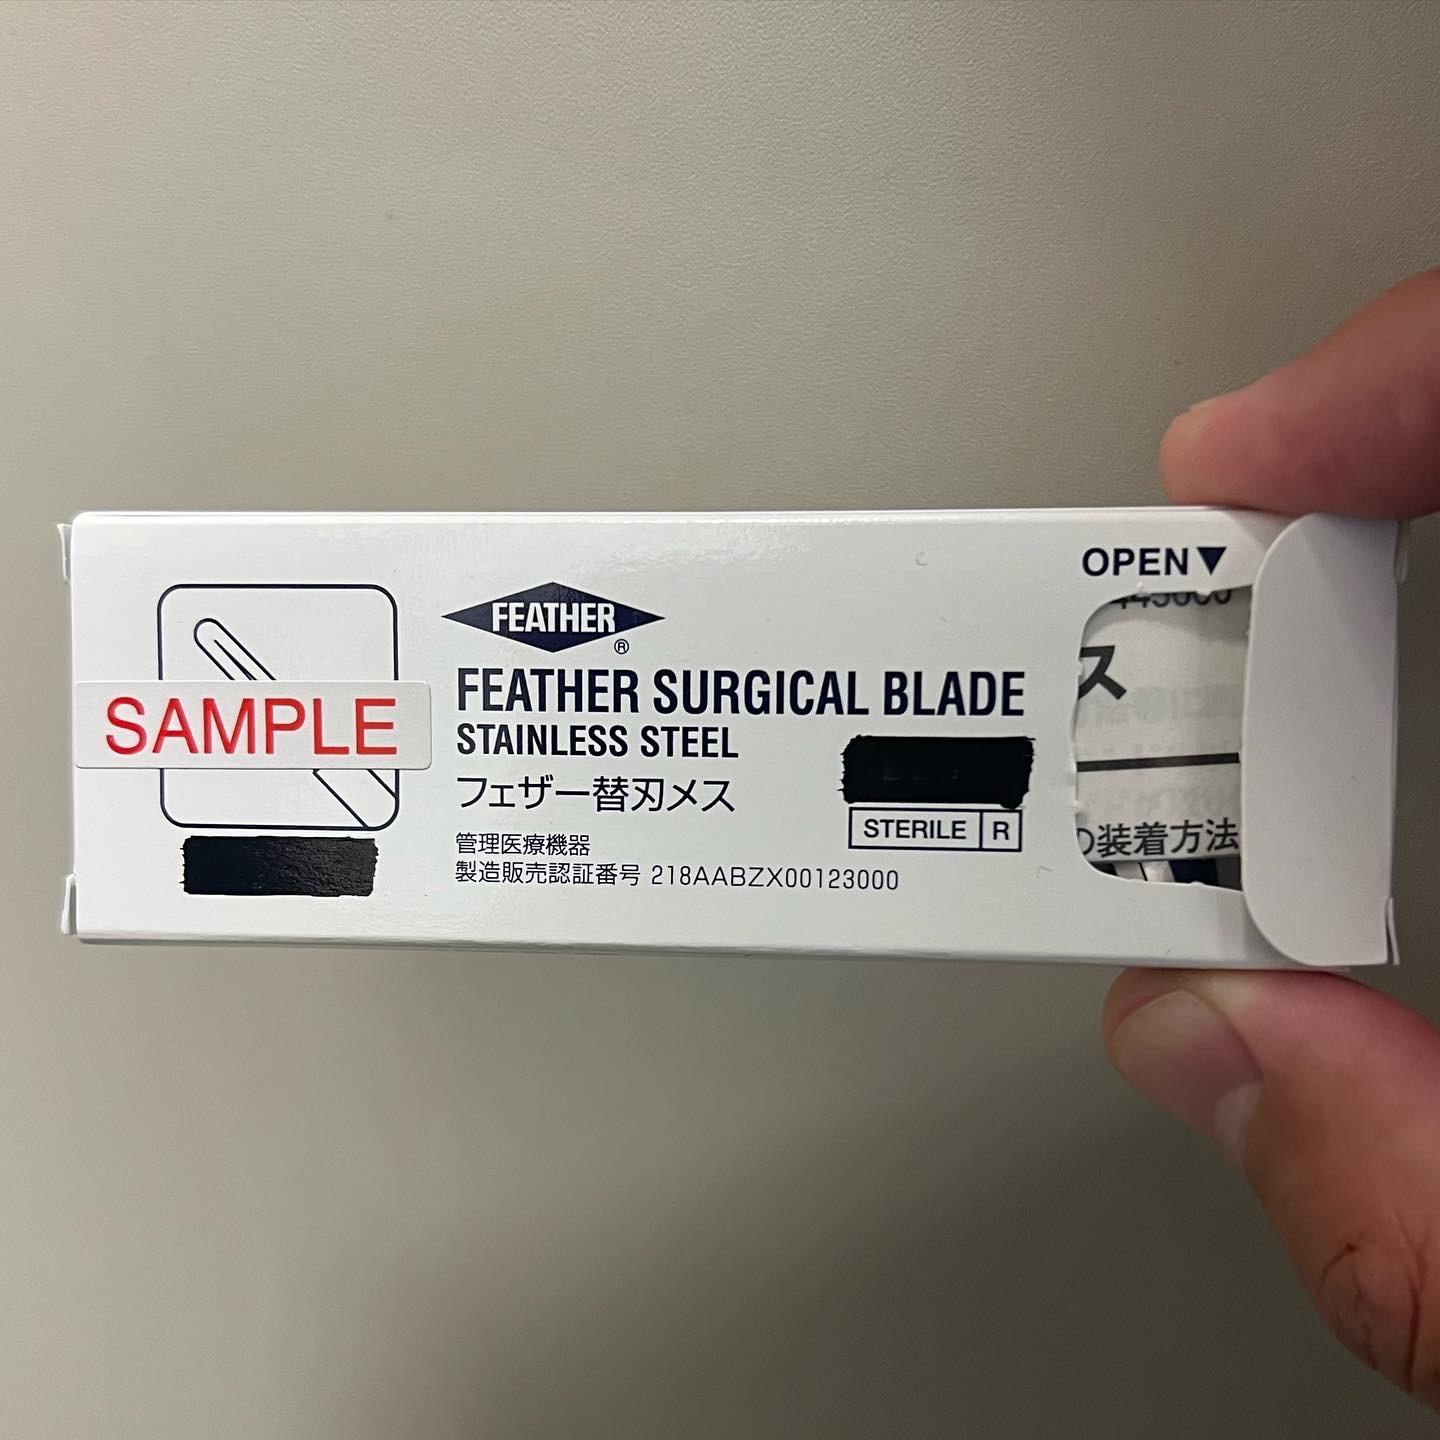 SAMPLE
FEATHER
®
FEATHER SURGICAL BLADE
STAINLESS STEEL
フェザー替刃メス
STERILE R
管理医療機器
製造販売認証番号 218AABZX00123000
OPEN▼
ス
の装着方法